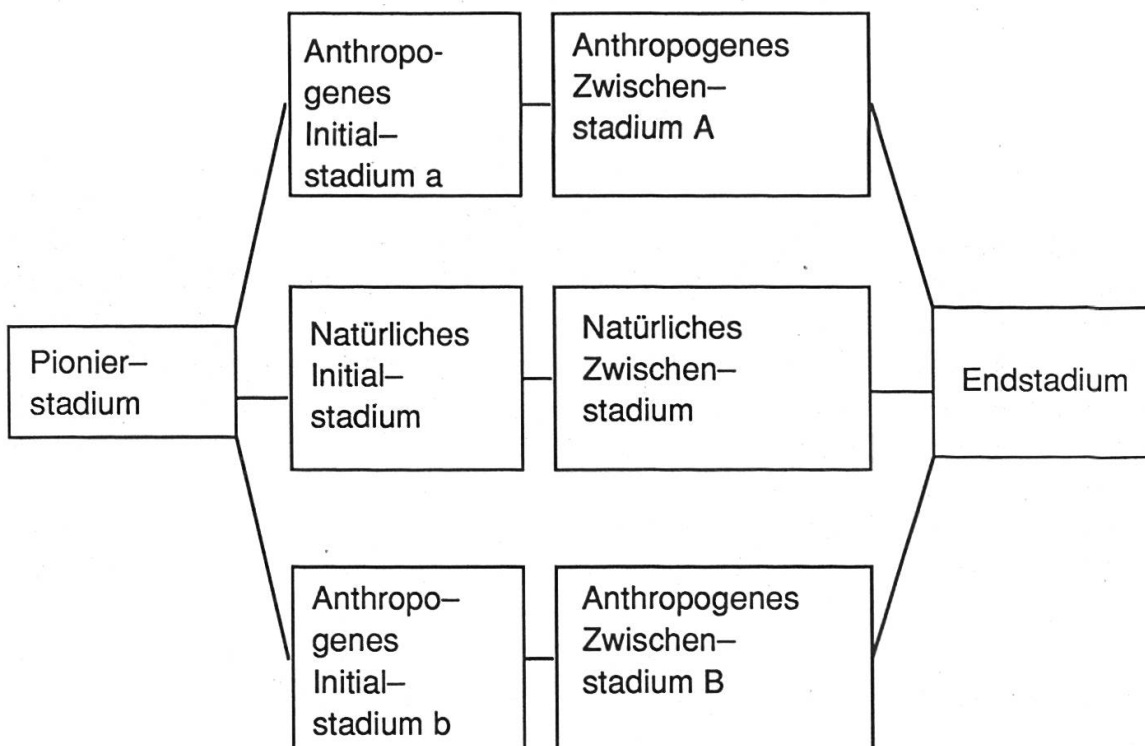 Anthropo-
genes
Initial–
stadium a
Anthropogenes
Zwischen–
stadium A
Pionier–
stadium
Natürliches
Initial–
stadium
Natürliches
Zwischen–
stadium
Endstadium
Anthropo–
genes
Initial–
stadium b
Anthropogenes
Zwischen–
stadium B